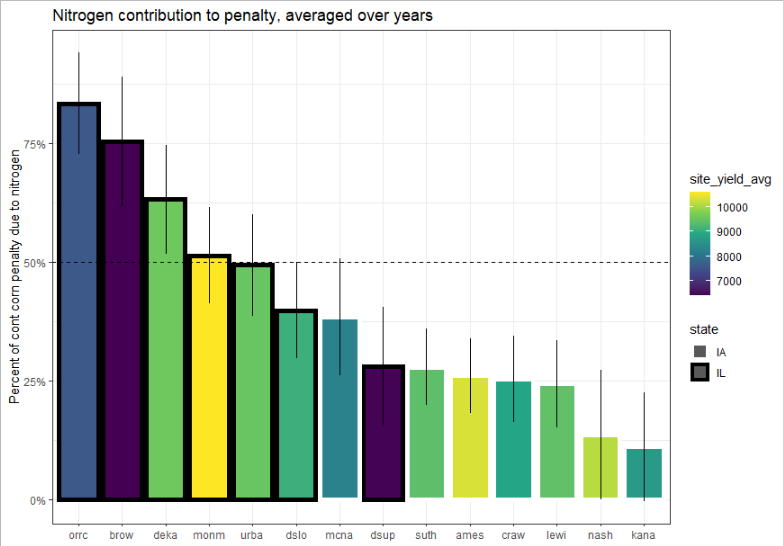 Nitrogen contribution to penalty, averaged over years
Percent of cont corn penalty due to nitrogen
75%
50%
25%
0%
orrc brow deka monm urba dslo mcna dsup suth ames craw lewi nash kana
site_yield_avg
10000
9000
8000
7000
state
IA
IL